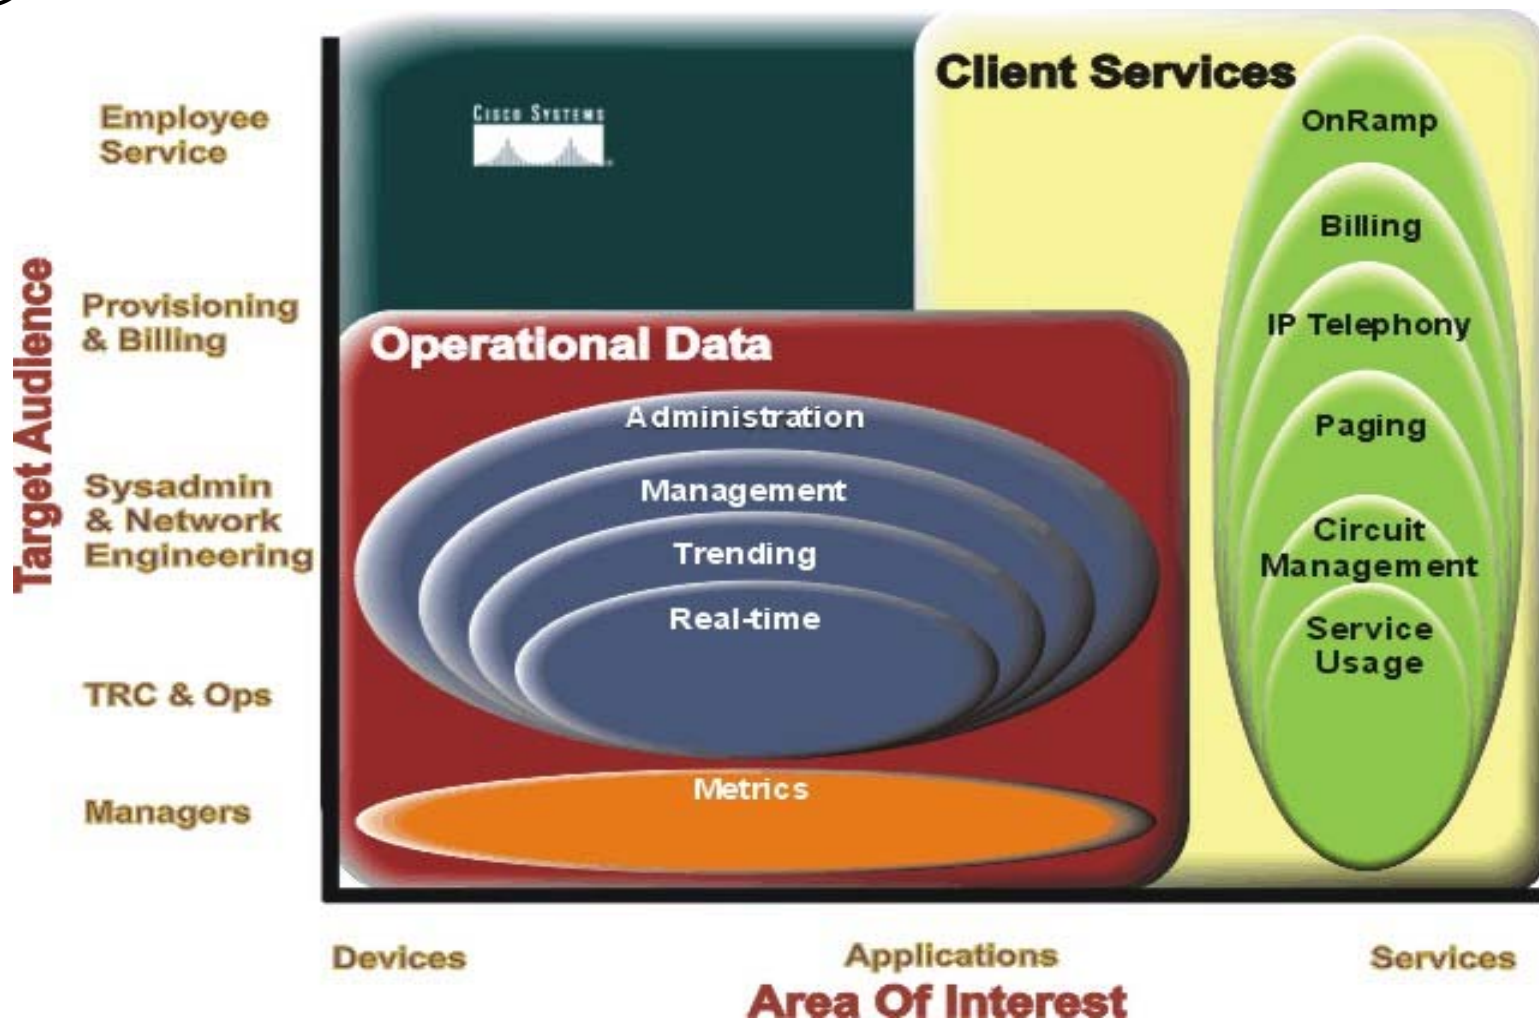 Client Services
CISCO SYSTEMS
Employee
Service
OnRamp
Billing
Provisioning
& Billing
Operational Data
IP Telephony
Administration
Paging
Target Audience
Sysadmin
& Network
Engineering
Management
Trending
Circuit
Management
Real-time
Service
Usage
TRC & Ops
Metrics
Managers
Devices
Applications
Services
Area Of Interest